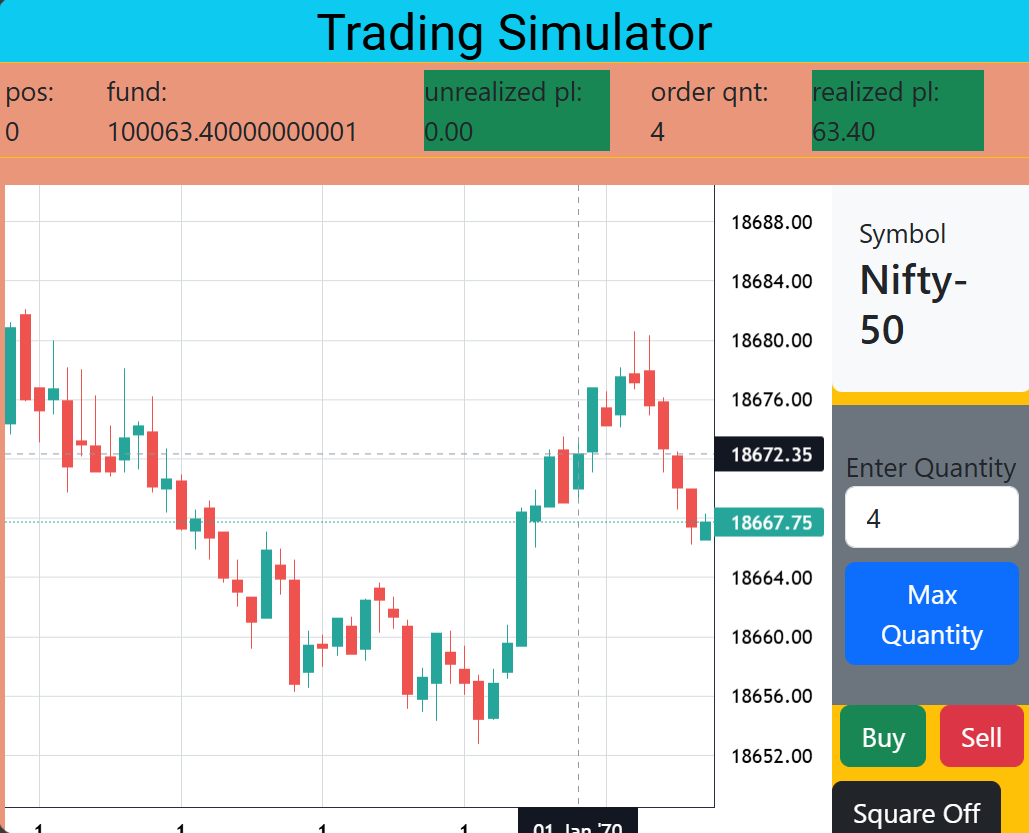 Trading Simulator
pos: fund: unrealized pl: order qnt: realized pl:
0 100063.40000000001 0.00 4 63.40
18688.00
18684.00
18680.00
18676.00
18672.35
18667.75
18664.00
18660.00
18656.00
18652.00
1 1 1 1 01 Jan '70
Symbol
Nifty-
50
Enter Quantity
4
Max
Quantity
Buy Sell
Square Off